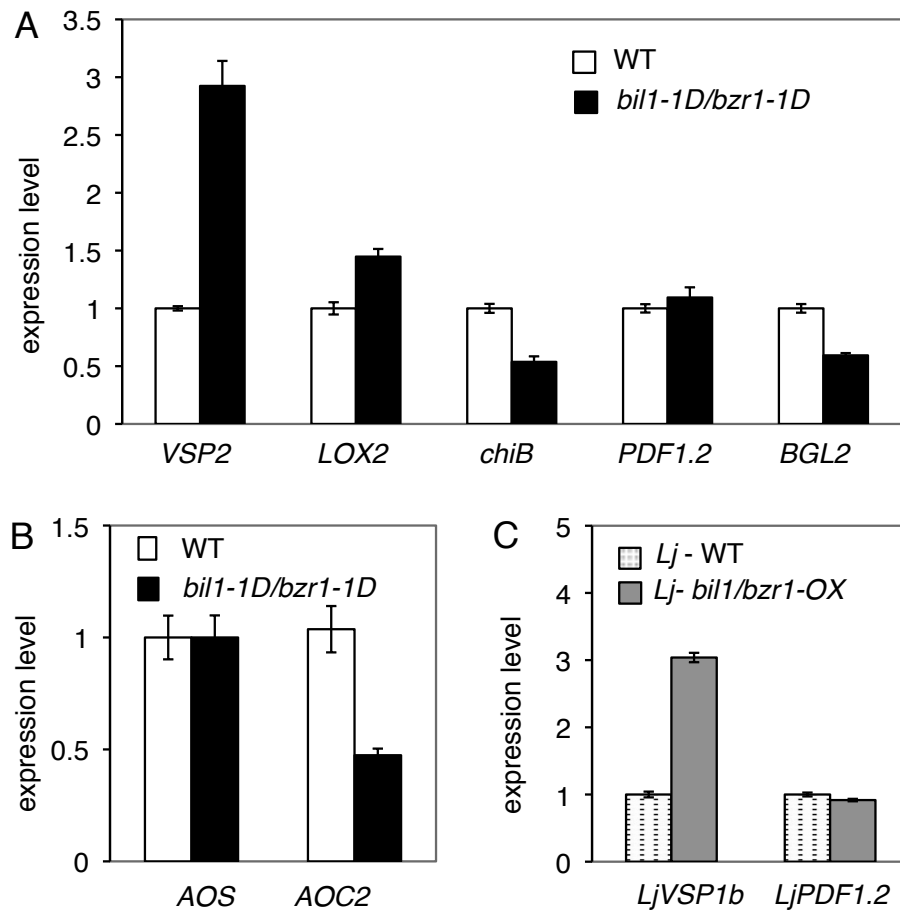 A
WT
bil1-1D/bzr1-1D
expression level
3.5
3
2.5
2
1.5
1
0.5
0
VSP2 LOX2 chiB PDF1.2 BGL2
B
WT
bil1-1D/bzr1-1D
expression level
1.5
1
0.5
0
AOS AOC2
C
Lj - WT
Lj- bil1/bzr1-OX
expression level
5
4
3
2
1
0
LjVSP1b LjPDF1.2